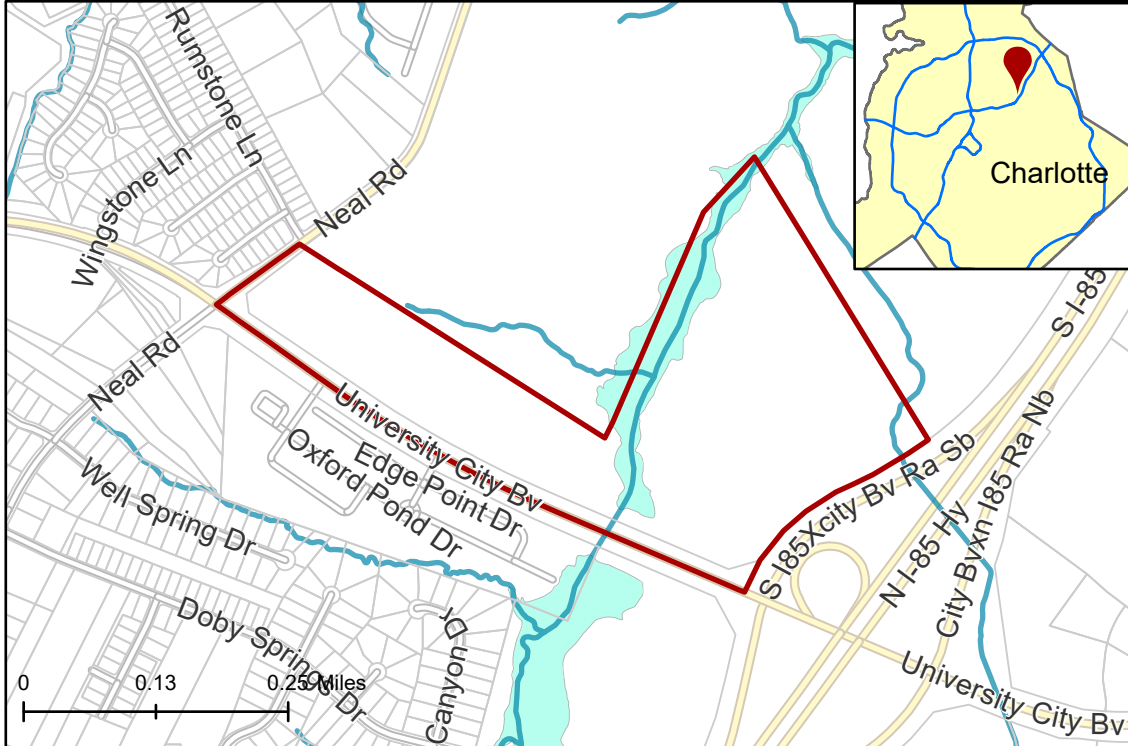 Rumstone Ln
Wingstone Ln
Neal Rd
Charlotte
S I-85
Neal Rd
University City Bv
Edge Point Dr
Oxford Pond Dr
Well Spring Dr
S I85Xcity Bv Ra Sb
N I-85 Hy
City Bvxn I85 Ra Nb
Doby Springs Dr
Canyon Dr
University City Bv
0 0.13 0.25 Miles